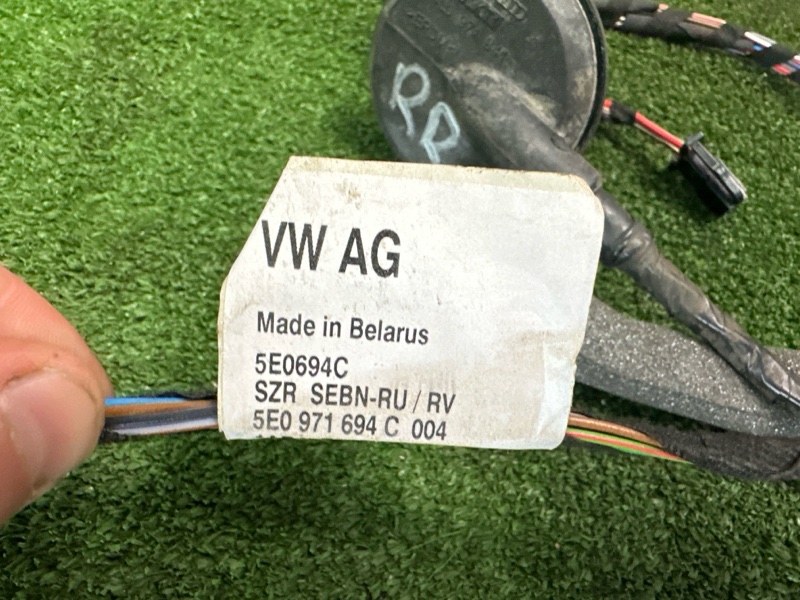 RR
VW AG
Made in Belarus
5E0694C
SZR SEBN-RU / RV
5E0 971 694 C 004